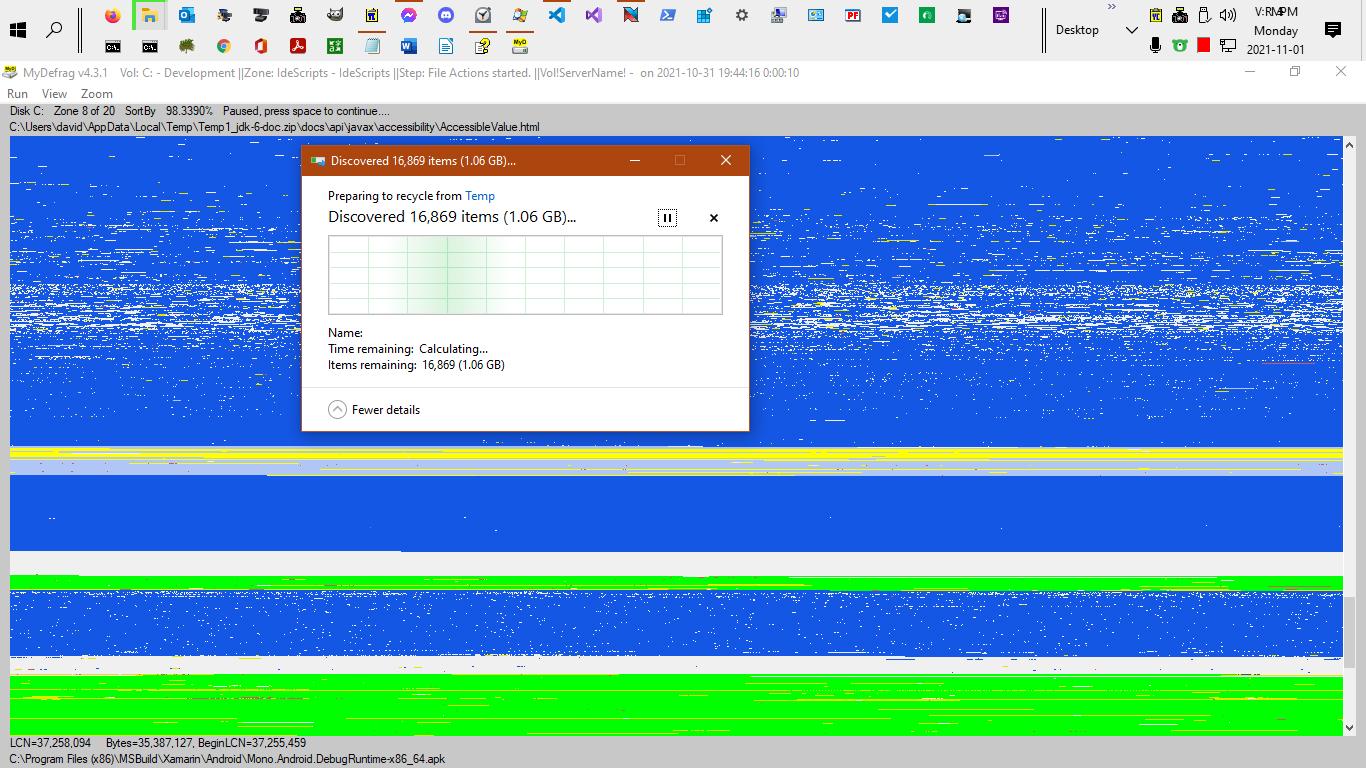 Desktop
Monday
2021-11-01
MyDefrag v4.3.1 Vol: C: - Development ||Zone: IdeScripts - IdeScripts ||Step: File Actions started. ||Vol!ServerName! - on 2021-10-31 19:44:16 0:00:10
Run View Zoom
Disk C: Zone 8 of 20 SortBy 98.3390% Paused, press space to continue....
C:\Users\david\AppData\Local\Temp\Temp1_jdk-6-doc.zip\docs\api\javax\accessibility\AccessibleValue.html
Discovered 16,869 items (1.06 GB)...
Preparing to recycle from Temp
Discovered 16,869 items (1.06 GB)...
Name:
Time remaining: Calculating...
Items remaining: 16,869 (1.06 GB)
Fewer details
LCN=37,258,094 Bytes=35,387,127, BeginLCN=37,255,459
C:\Program Files (x86)\MSBuild\Xamarin\Android\Mono.Android.DebugRuntime-x86_64.apk